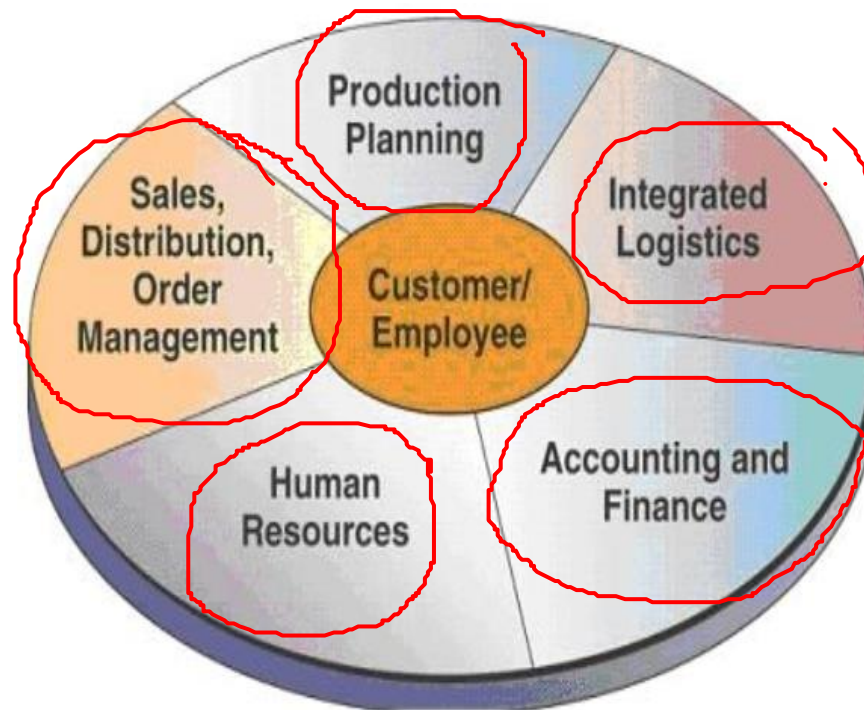 Production
Planning
Integrated
Logistics
Sales,
Distribution,
Order
Management
Customer/
Employee
Accounting and
Finance
Human
Resources